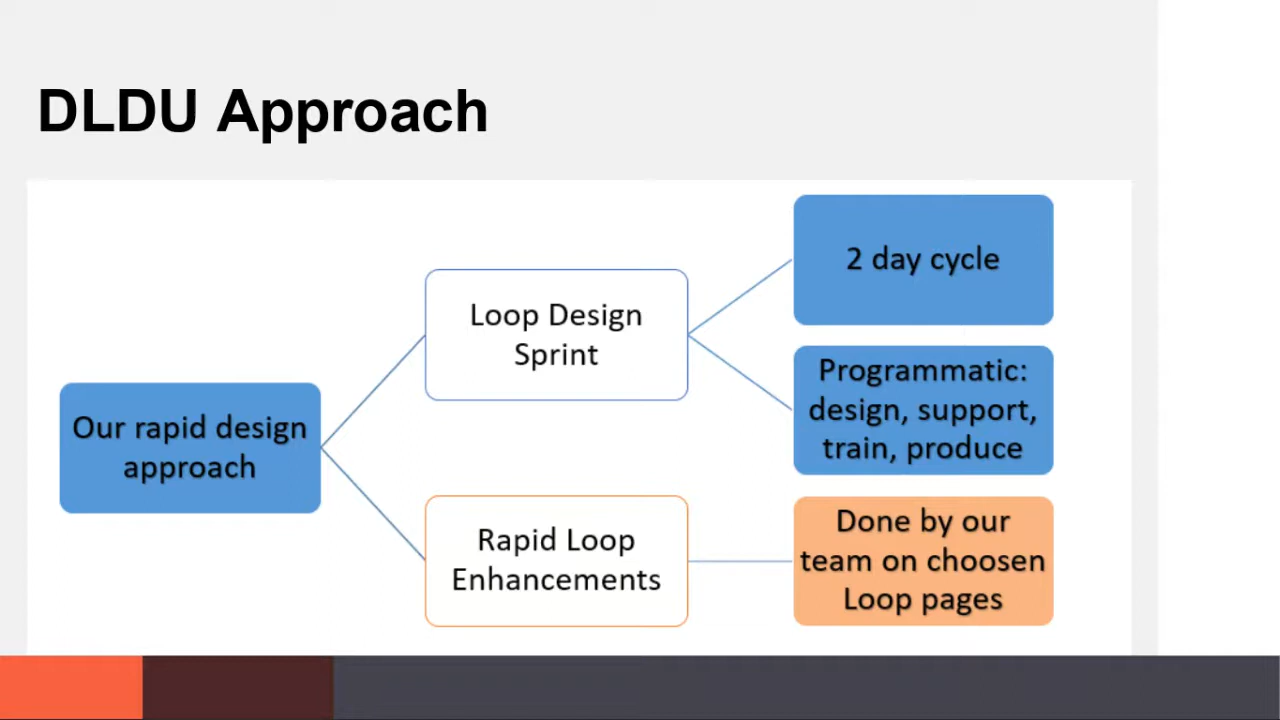 DLDU Approach
Our rapid design
approach
Loop Design
Sprint
2 day cycle
Programmatic:
design, support,
train, produce
Rapid Loop
Enhancements
Done by our
team on choosen
Loop pages